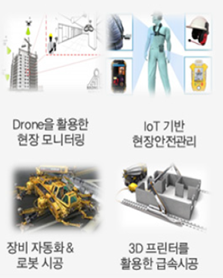 Drone을 활용한
현장 모니터링
IoT 기반
현장안전관리
장비 자동화 &
로봇 시공
3D 프린터를
활용한 급속시공